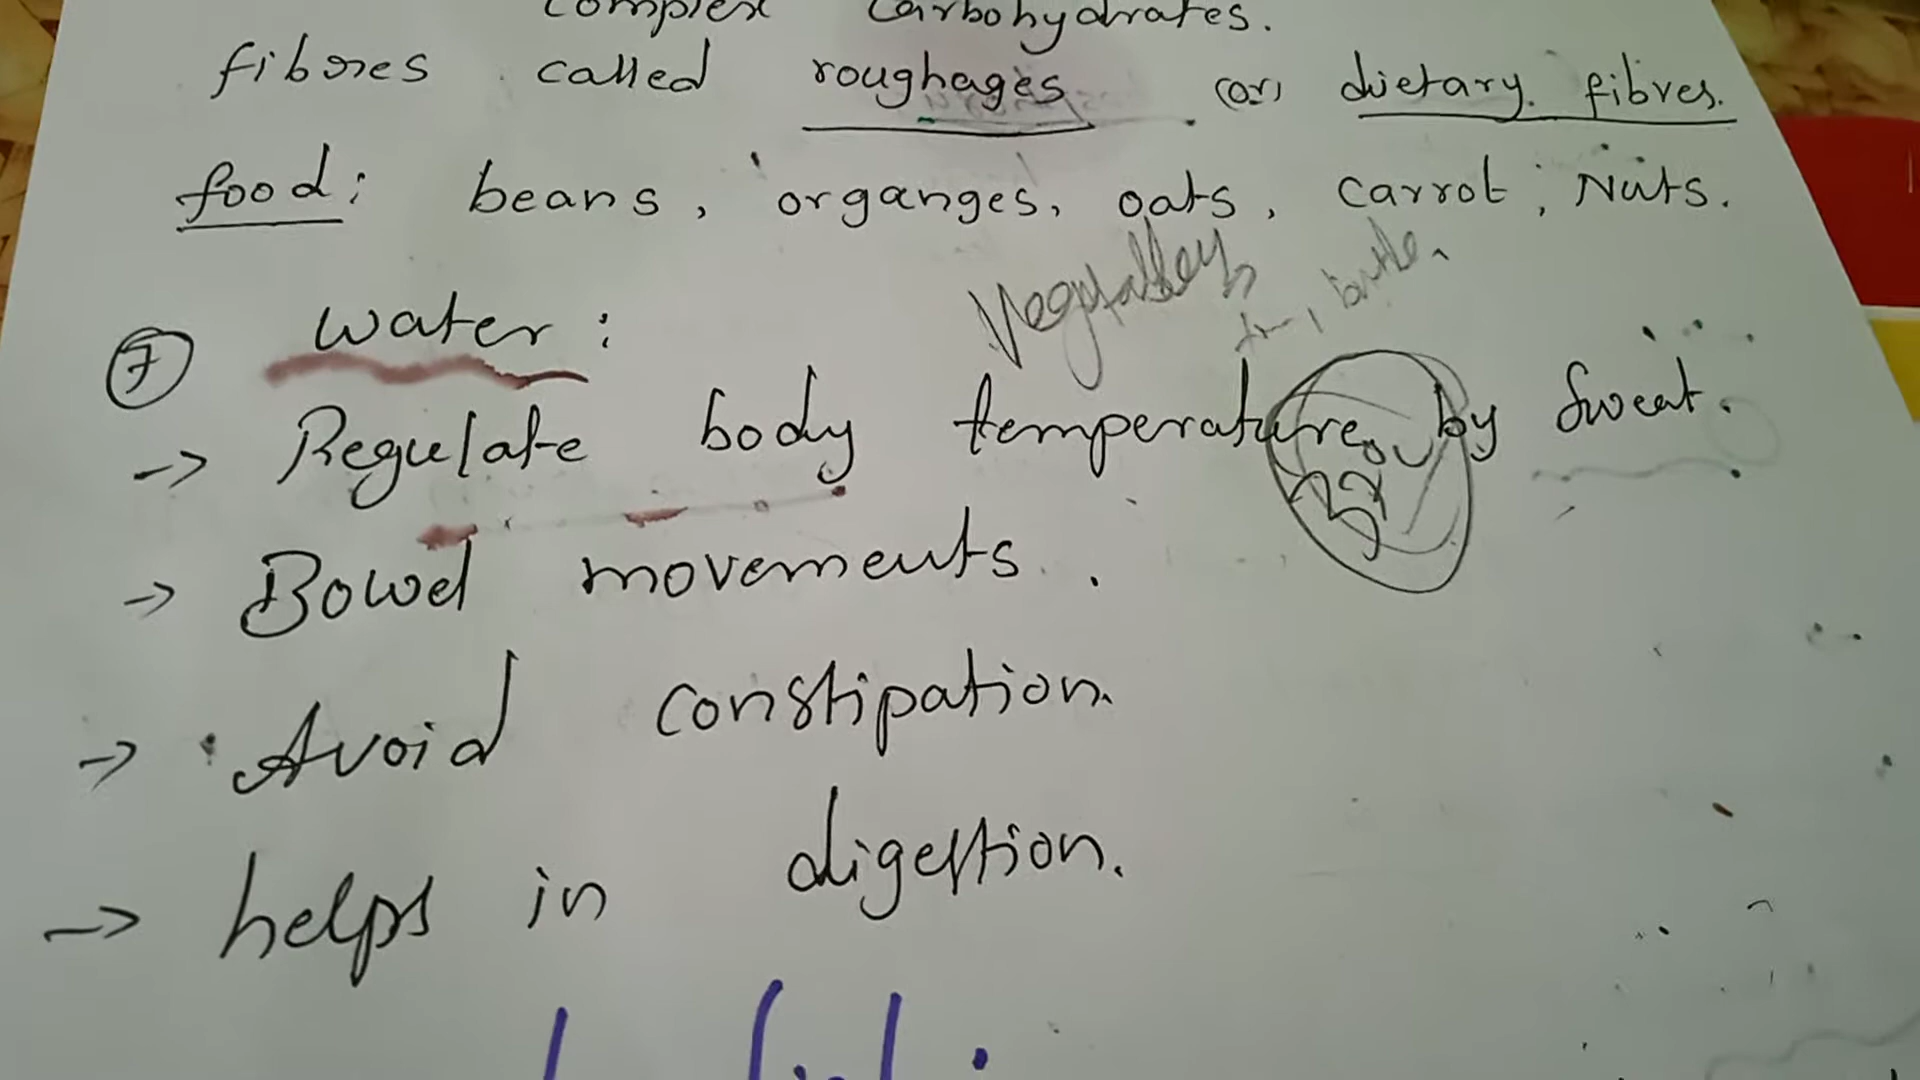 complex carbohydrates.
fibres called roughages (or) dietary fibres.
food: beans, organges, oats, carrot, Nuts.
7 Water:
→ Regulate body temperature by Sweat.
→ Bowel movements.
→ Avoid constipation.
→ helps in digestion.